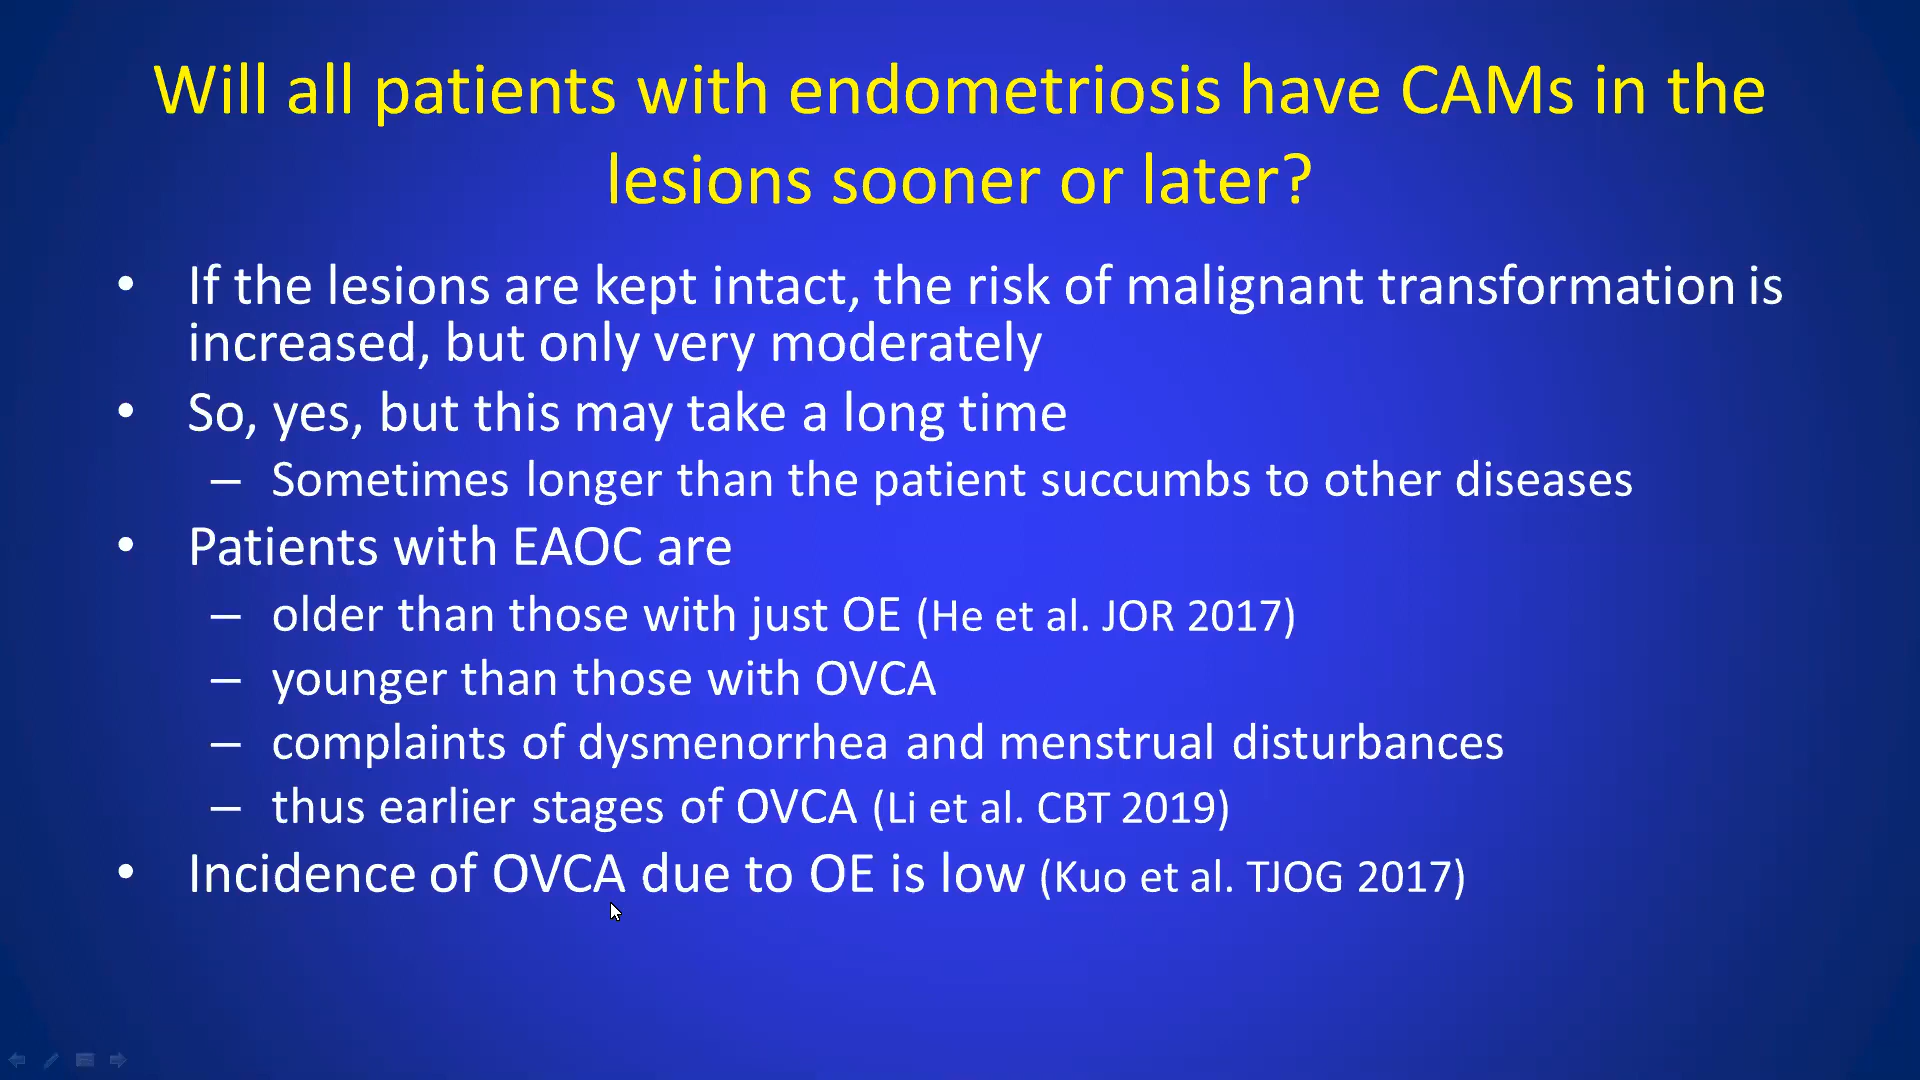 Will all patients with endometriosis have CAMs in the
lesions sooner or later?
• If the lesions are kept intact, the risk of malignant transformation is
increased, but only very moderately
• So, yes, but this may take a long time
– Sometimes longer than the patient succumbs to other diseases
• Patients with EAOC are
– older than those with just OE (He et al. JOR 2017)
– younger than those with OVCA
– complaints of dysmenorrhea and menstrual disturbances
– thus earlier stages of OVCA (Li et al. CBT 2019)
• Incidence of OVCA due to OE is low (Kuo et al. TJOG 2017)